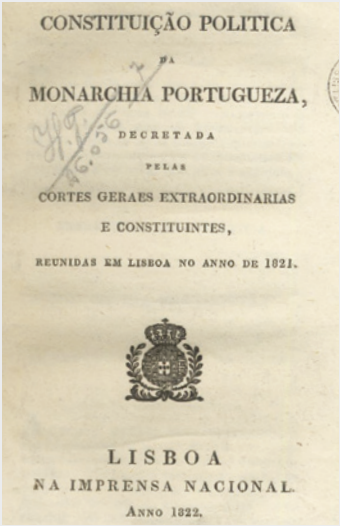 CONSTITUIÇÃO POLITICA
DA
MONARCHIA PORTUGUEZA,
DECRETADA
PELAS
CORTES GERAES EXTRAORDINARIAS
E CONSTITUINTES,
REUNIDAS EM LISBOA NO ANNO DE 1821.
LISBOA
NA IMPRENSA NACIONAL.
ANNO 1822.